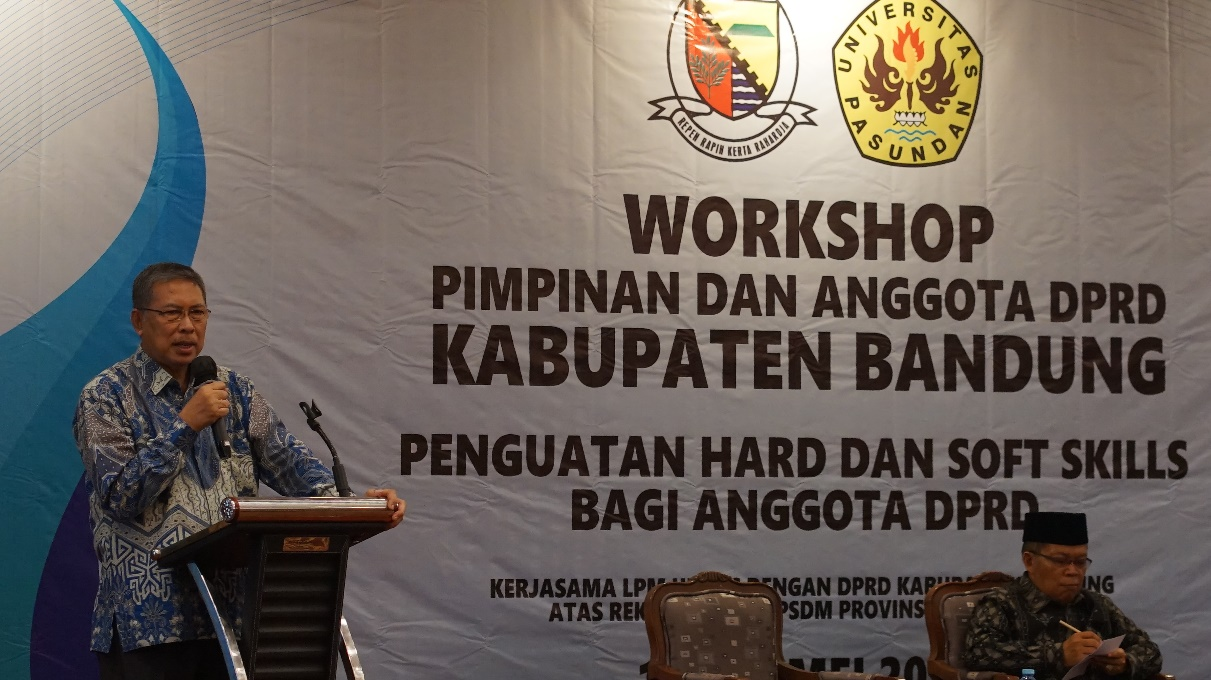 REPEH RAPIH KERTA RAHARDJA
UNIVERSITAS
PASUNDAN
WORKSHOP
PIMPINAN DAN ANGGOTA DPRD
KABUPATEN BANDUNG
PENGUATAN HARD DAN SOFT SKILLS
BAGI ANGGOTA DPRD
KERJASAMA LPM DENGAN DPRD
ATAS
MEI